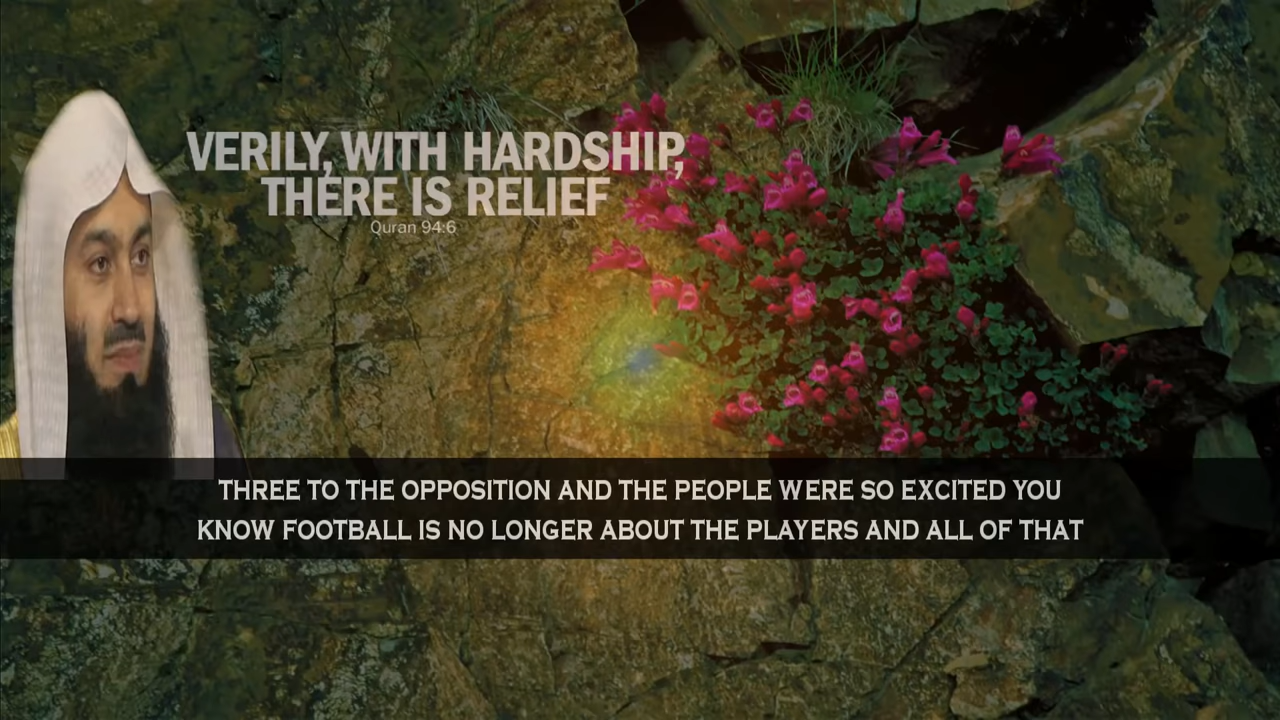 VERILY, WITH HARDSHIP,
THERE IS RELIEF
Quran 94:6
THREE TO THE OPPOSITION AND THE PEOPLE WERE SO EXCITED YOU
KNOW FOOTBALL IS NO LONGER ABOUT THE PLAYERS AND ALL OF THAT